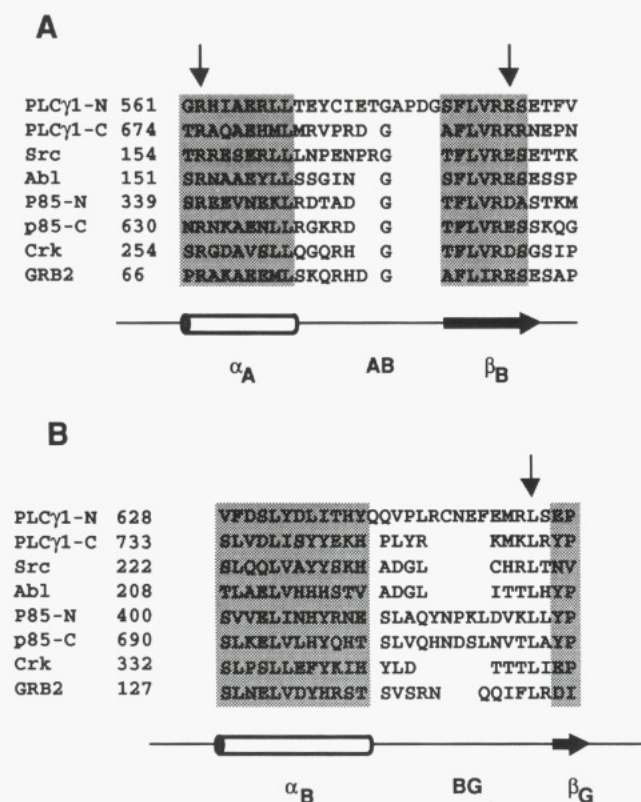 A
PLCγ1-N 561 GRHIAERLLTEYCIETGAPDGSFLVRESETFV
PLCγ1-C 674 TRAQAEHMLMRVPRD G AFLVRKRNEPN
Src 154 TRRESERLLLNPENPRG TFLVRESETTK
Abl 151 SRNAAEYLLSSGIN G SFLVRESESSP
P85-N 339 SREEVNEKLRDTAD G TFLVRDASTKM
p85-C 630 NRNKAENLLRGKRD G TFLVRESSKQG
Crk 254 SRGDAVSLLQGQRH G TFLVRDSGSIP
GRB2 66 PRAKAEEMLSKQRHD G AFLIRESESAP
αA AB βB
B
PLCγ1-N 628 VFDSLYDLITHYQQVPLRCNEFEMRLSEP
PLCγ1-C 733 SLVDLISYYEKH PLYR KMKLRYP
Src 222 SLQQLVAYYSKH ADGL CHRLTNV
Abl 208 TLAELVHHHSTV ADGL ITTLHYP
P85-N 400 SVVELINHYRNE SLAQYNPKLDVKLLYP
p85-C 690 SLKELVLHYQHT SLVQHNDSLNVTLAYP
Crk 332 SLPSLLEFYKIH YLD TTTLIEP
GRB2 127 SLNELVDYHRST SVSRN QQIFLRDI
αB BG βG